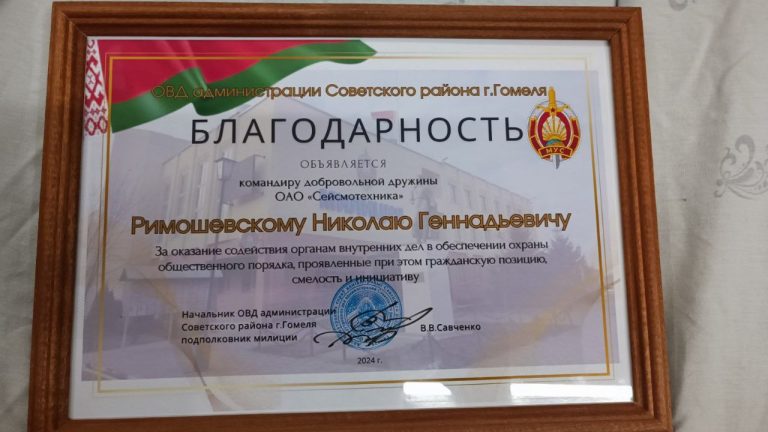 ОВД администрации Советского района г.Гомеля
БЛАГОДАРНОСТЬ
ОБЪЯВЛЯЕТСЯ
командиру добровольной дружины
ОАО «Сейсмотехника»
Римошевскому Николаю Геннадьевичу
За оказание содействия органам внутренних дел в обеспечении охраны
общественного порядка, проявленные при этом гражданскую позицию,
смелость и инициативу
Начальник ОВД администрации
Советского района г.Гомеля
подполковник милиции
В.В.Савченко
2024 г.
МУС